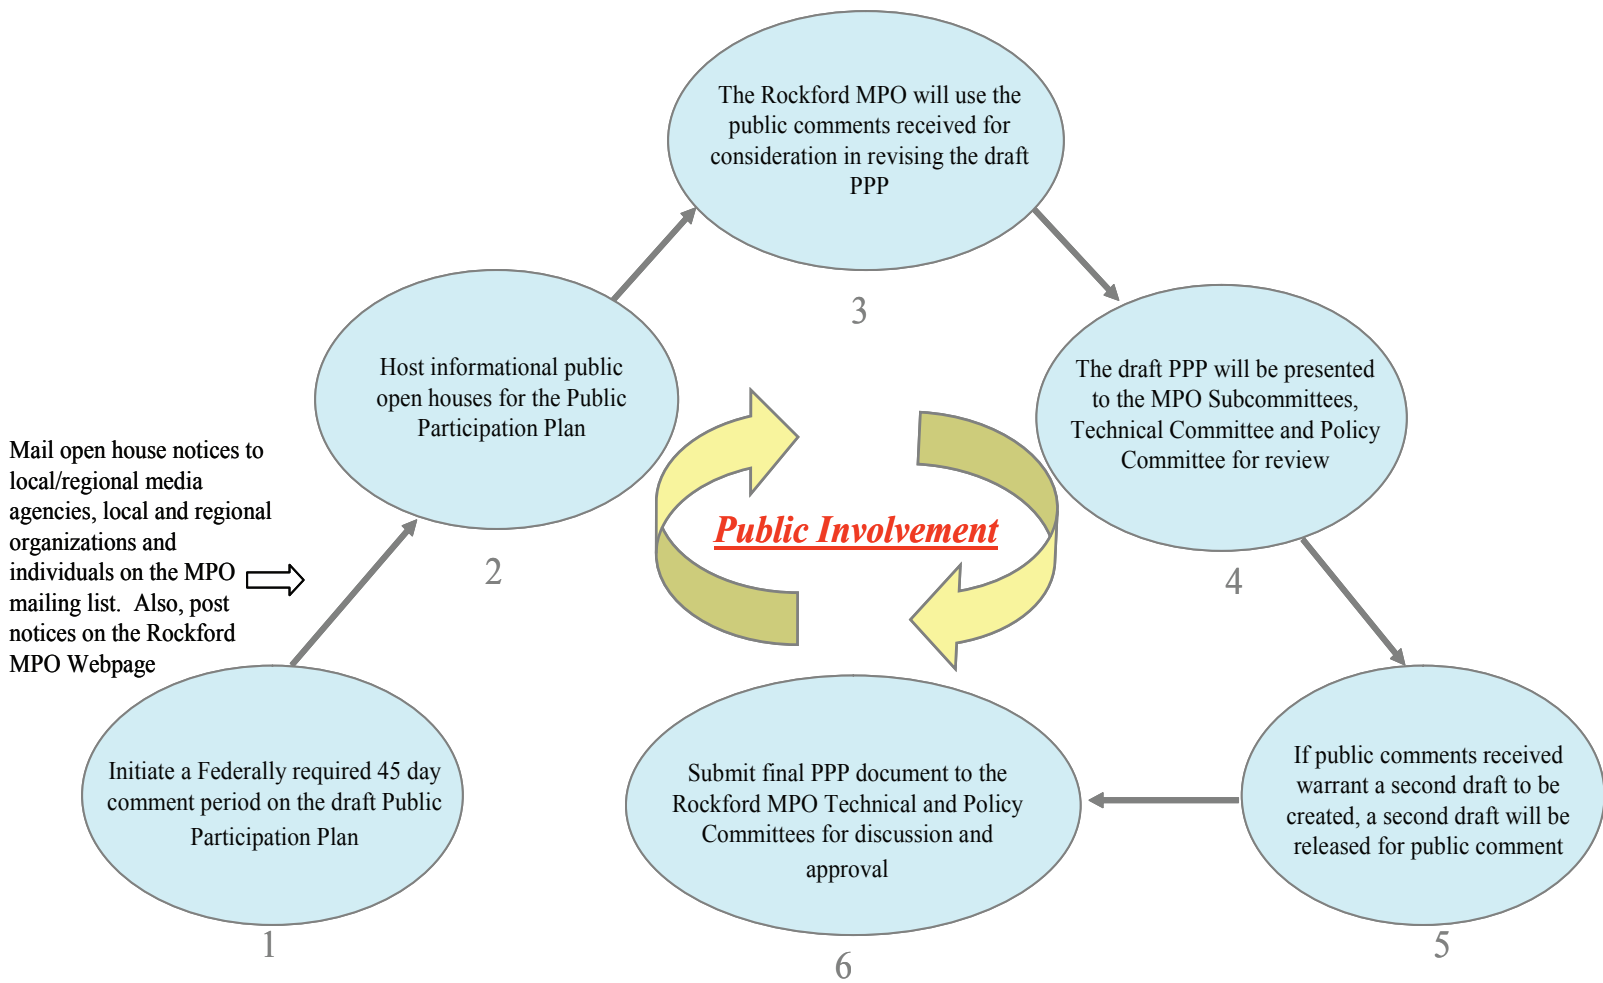 The Rockford MPO will use the
public comments received for
consideration in revising the draft
PPP
3
Host informational public
open houses for the Public
Participation Plan
2
The draft PPP will be presented
to the MPO Subcommittees,
Technical Committee and Policy
Committee for review
4
Mail open house notices to
local/regional media
agencies, local and regional
organizations and
individuals on the MPO
mailing list.  Also, post
notices on the Rockford
MPO Webpage
Public Involvement
Initiate a Federally required 45 day
comment period on the draft Public
Participation Plan
1
Submit final PPP document to the
Rockford MPO Technical and Policy
Committees for discussion and
approval
6
If public comments received
warrant a second draft to be
created, a second draft will be
released for public comment
5